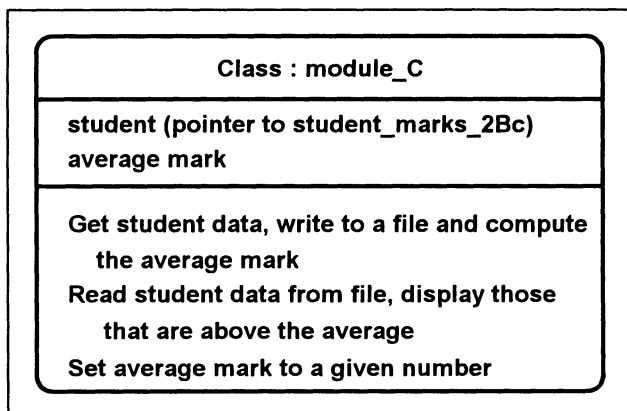 Class : module_C
student (pointer to student_marks_2Bc)
average mark
Get student data, write to a file and compute
the average mark
Read student data from file, display those
that are above the average
Set average mark to a given number